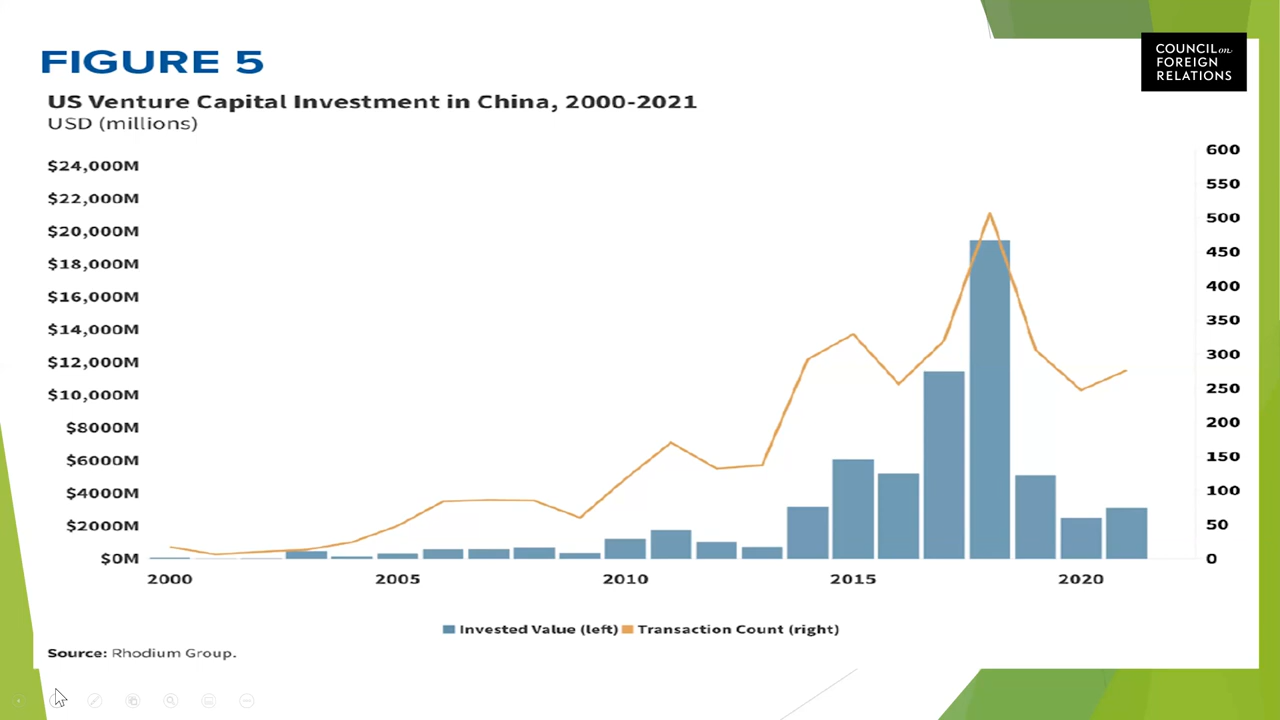 COUNCIL on
FOREIGN
RELATIONS
FIGURE 5
US Venture Capital Investment in China, 2000-2021
USD (millions)
$24,000M
$22,000M
$20,000M
$18,000M
$16,000M
$14,000M
$12,000M
$10,000M
$8000M
$6000M
$4000M
$2000M
$0M
600
550
500
450
400
350
300
250
200
150
100
50
0
2000 2005 2010 2015 2020
Invested Value (left) Transaction Count (right)
Source: Rhodium Group.